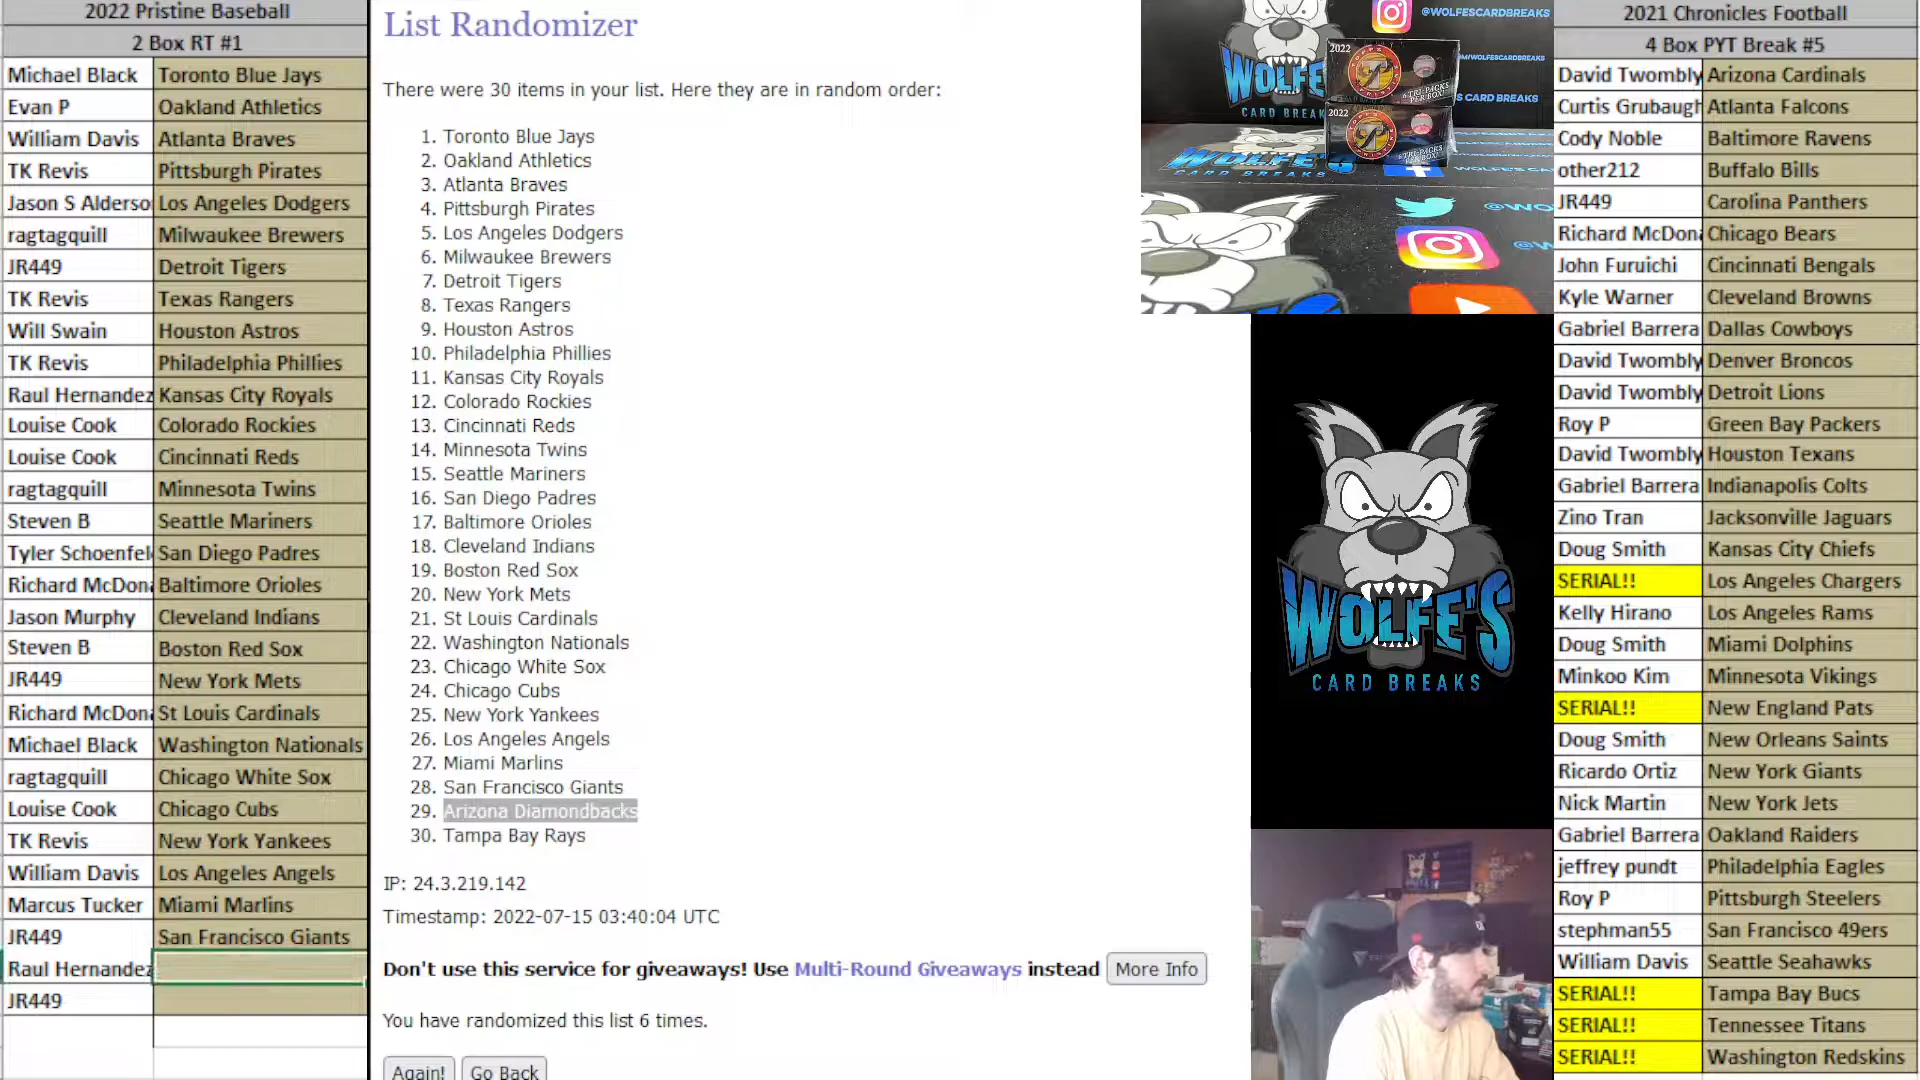 2022 Pristine Baseball
2 Box RT #1
Michael Black Toronto Blue Jays
Evan P Oakland Athletics
William Davis Atlanta Braves
TK Revis Pittsburgh Pirates
Jason S Alderso Los Angeles Dodgers
ragtagquill Milwaukee Brewers
JR449 Detroit Tigers
TK Revis Texas Rangers
Will Swain Houston Astros
TK Revis Philadelphia Phillies
Raul Hernandez Kansas City Royals
Louise Cook Colorado Rockies
Louise Cook Cincinnati Reds
ragtagquill Minnesota Twins
Steven B Seattle Mariners
Tyler Schoenfel San Diego Padres
Richard McDona Baltimore Orioles
Jason Murphy Cleveland Indians
Steven B Boston Red Sox
JR449 New York Mets
Richard McDona St Louis Cardinals
Michael Black Washington Nationals
ragtagquill Chicago White Sox
Louise Cook Chicago Cubs
TK Revis New York Yankees
William Davis Los Angeles Angels
Marcus Tucker Miami Marlins
JR449 San Francisco Giants
Raul Hernandez
JR449
List Randomizer
There were 30 items in your list. Here they are in random order:
1. Toronto Blue Jays
2. Oakland Athletics
3. Atlanta Braves
4. Pittsburgh Pirates
5. Los Angeles Dodgers
6. Milwaukee Brewers
7. Detroit Tigers
8. Texas Rangers
9. Houston Astros
10. Philadelphia Phillies
11. Kansas City Royals
12. Colorado Rockies
13. Cincinnati Reds
14. Minnesota Twins
15. Seattle Mariners
16. San Diego Padres
17. Baltimore Orioles
18. Cleveland Indians
19. Boston Red Sox
20. New York Mets
21. St Louis Cardinals
22. Washington Nationals
23. Chicago White Sox
24. Chicago Cubs
25. New York Yankees
26. Los Angeles Angels
27. Miami Marlins
28. San Francisco Giants
29. Arizona Diamondbacks
30. Tampa Bay Rays
IP: 24.3.219.142
Timestamp: 2022-07-15 03:40:04 UTC
Don't use this service for giveaways! Use Multi-Round Giveaways instead More Info
You have randomized this list 6 times.
Again! Go Back
@WOLFESCARDBREAKS
WOLFE
CARD BREAK
2022
6 TRI-PACKS
PER BOX!
2022
6 TRI-PACKS
PER BOX!
M/WOLFESCARDBREAKS
S CARD BREAKS
WOLFE'S
CARD BREAKS
2021 Chronicles Football
4 Box PYT Break #5
David Twombly Arizona Cardinals
Curtis Grubaugh Atlanta Falcons
Cody Noble Baltimore Ravens
other212 Buffalo Bills
JR449 Carolina Panthers
Richard McDona Chicago Bears
John Furuichi Cincinnati Bengals
Kyle Warner Cleveland Browns
Gabriel Barrera Dallas Cowboys
David Twombly Denver Broncos
David Twombly Detroit Lions
Roy P Green Bay Packers
David Twombly Houston Texans
Gabriel Barrera Indianapolis Colts
Zino Tran Jacksonville Jaguars
Doug Smith Kansas City Chiefs
SERIAL!! Los Angeles Chargers
Kelly Hirano Los Angeles Rams
Doug Smith Miami Dolphins
Minkoo Kim Minnesota Vikings
SERIAL!! New England Pats
Doug Smith New Orleans Saints
Ricardo Ortiz New York Giants
Nick Martin New York Jets
Gabriel Barrera Oakland Raiders
jeffrey pundt Philadelphia Eagles
Roy P Pittsburgh Steelers
stephman55 San Francisco 49ers
William Davis Seattle Seahawks
SERIAL!! Tampa Bay Bucs
SERIAL!! Tennessee Titans
SERIAL!! Washington Redskins